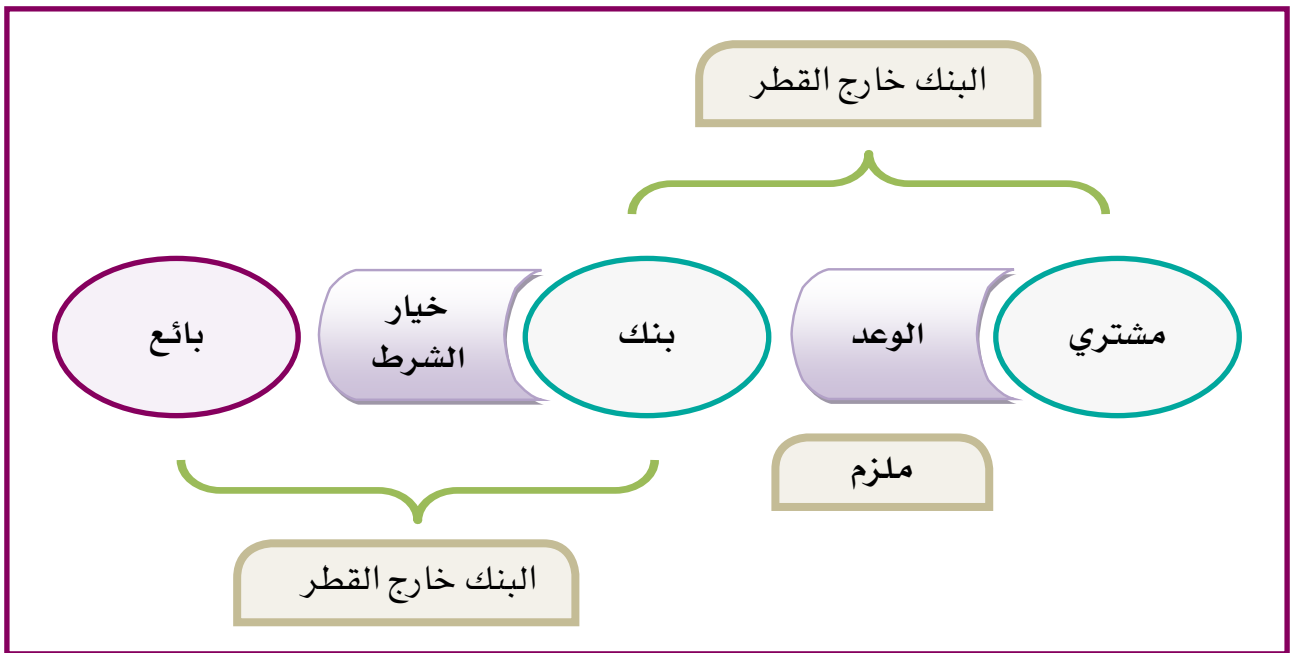 البنك خارج القطر
مشتري
الوعد
بنك
خيار
الشرط
بائع
ملزم
البنك خارج القطر